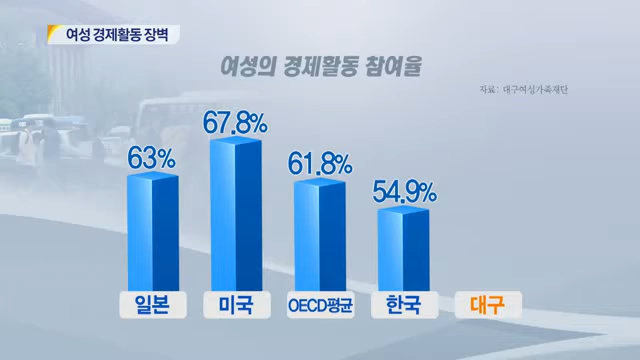 여성 경제활동 장벽
여성의 경제활동 참여율
자료: 대구여성가족재단
63%
67.8%
61.8%
54.9%
일본
미국
OECD평균
한국
대구